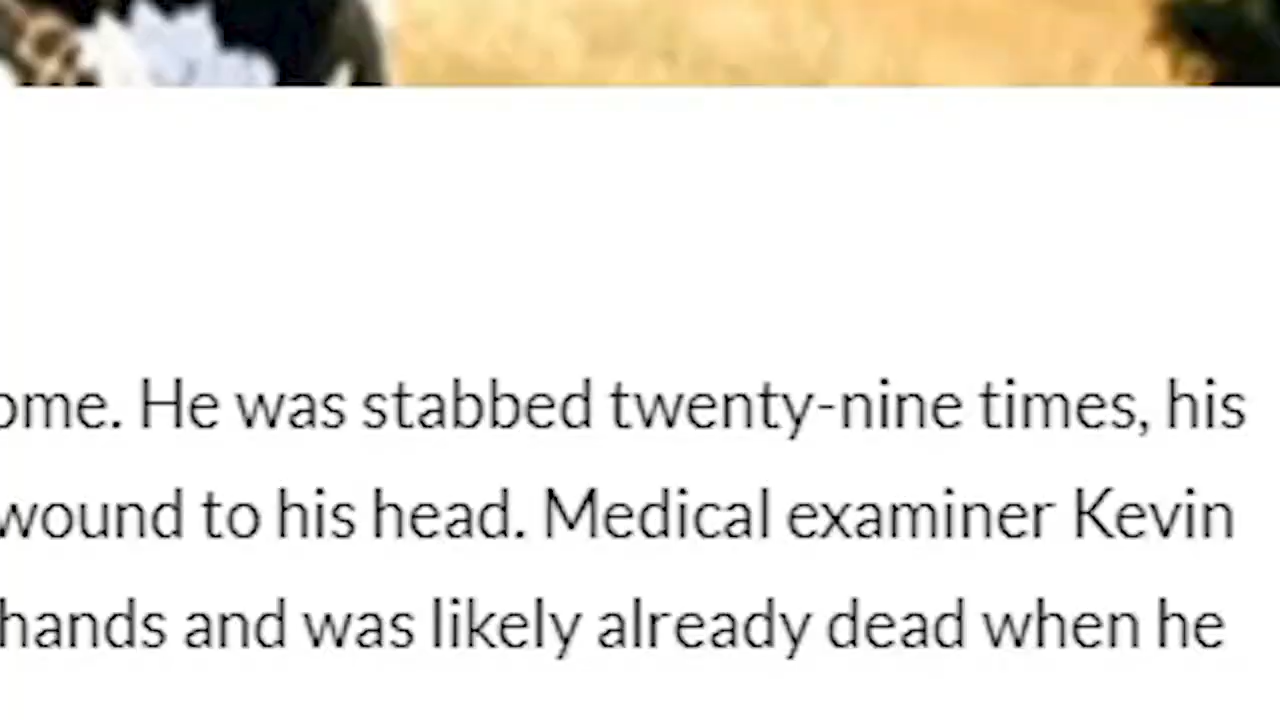 ome. He was stabbed twenty-nine times, his
wound to his head. Medical examiner Kevin
hands and was likely already dead when he